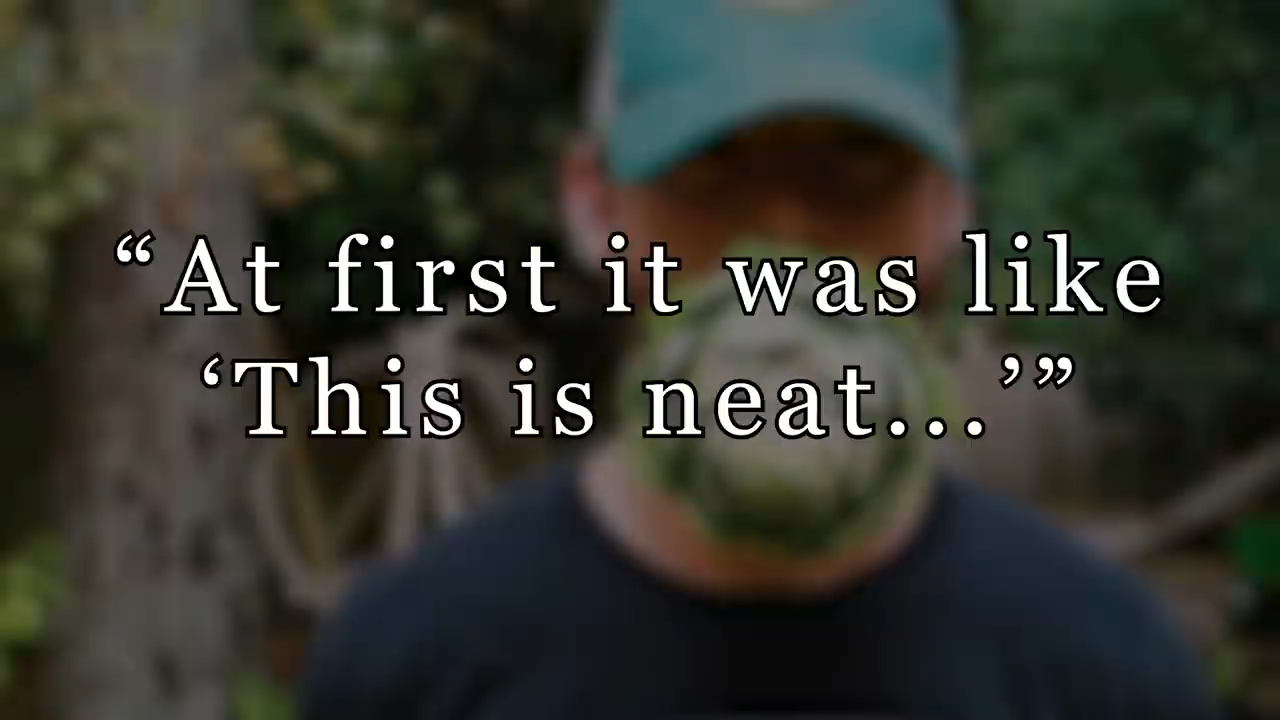 “At first it was like
‘This is neat...’”